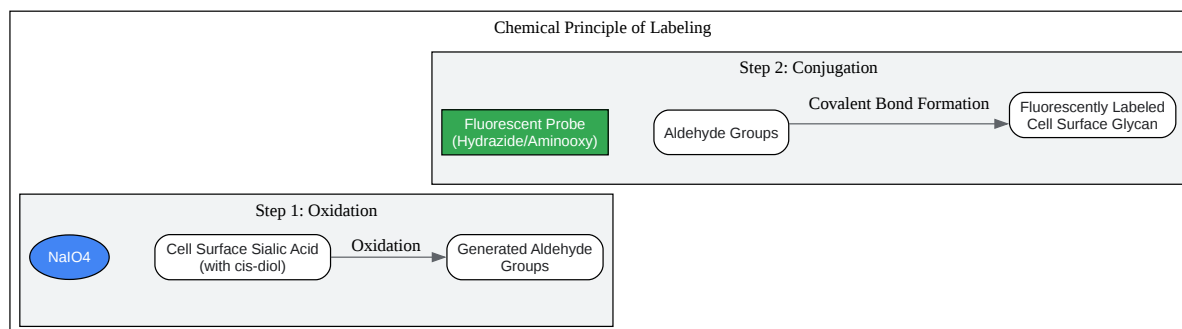 Chemical Principle of Labeling
Step 2: Conjugation
Fluorescent Probe
(Hydrazide/Aminooxy)
Aldehyde Groups
Covalent Bond Formation
Fluorescently Labeled
Cell Surface Glycan
Step 1: Oxidation
NaIO4
Cell Surface Sialic Acid
(with cis-diol)
Oxidation
Generated Aldehyde
Groups